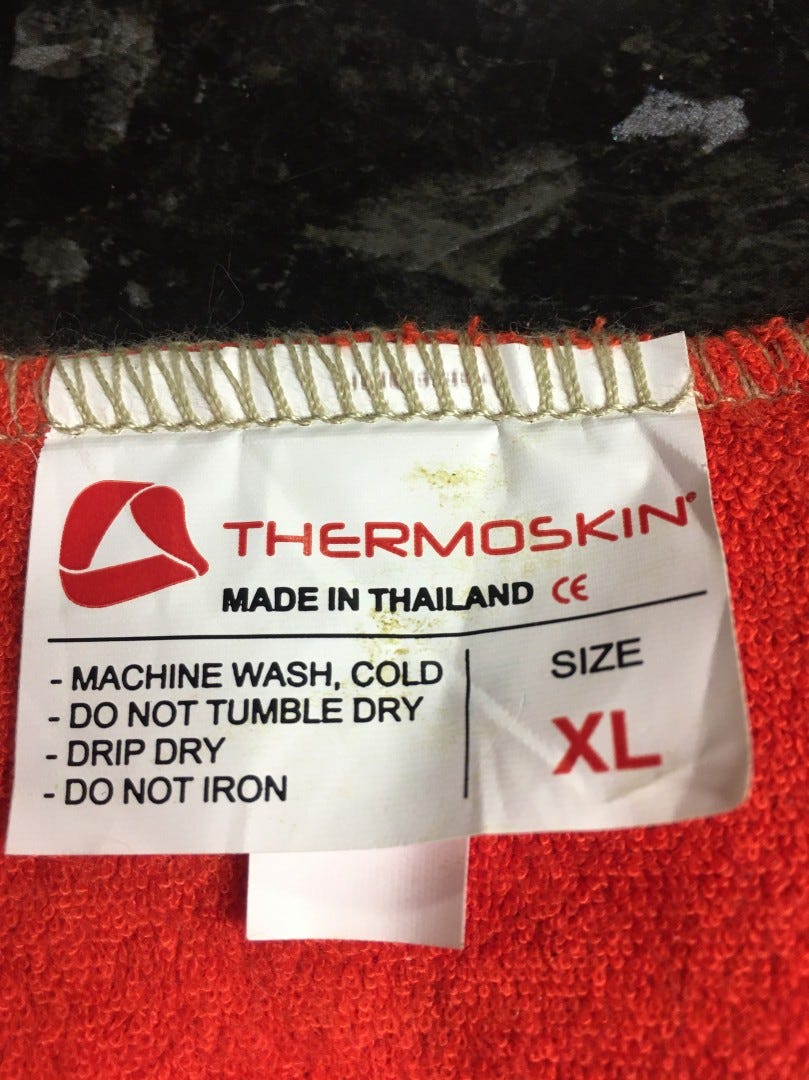 THERMOSKIN®
MADE IN THAILAND CE
- MACHINE WASH, COLD
- DO NOT TUMBLE DRY
- DRIP DRY
- DO NOT IRON
SIZE
XL